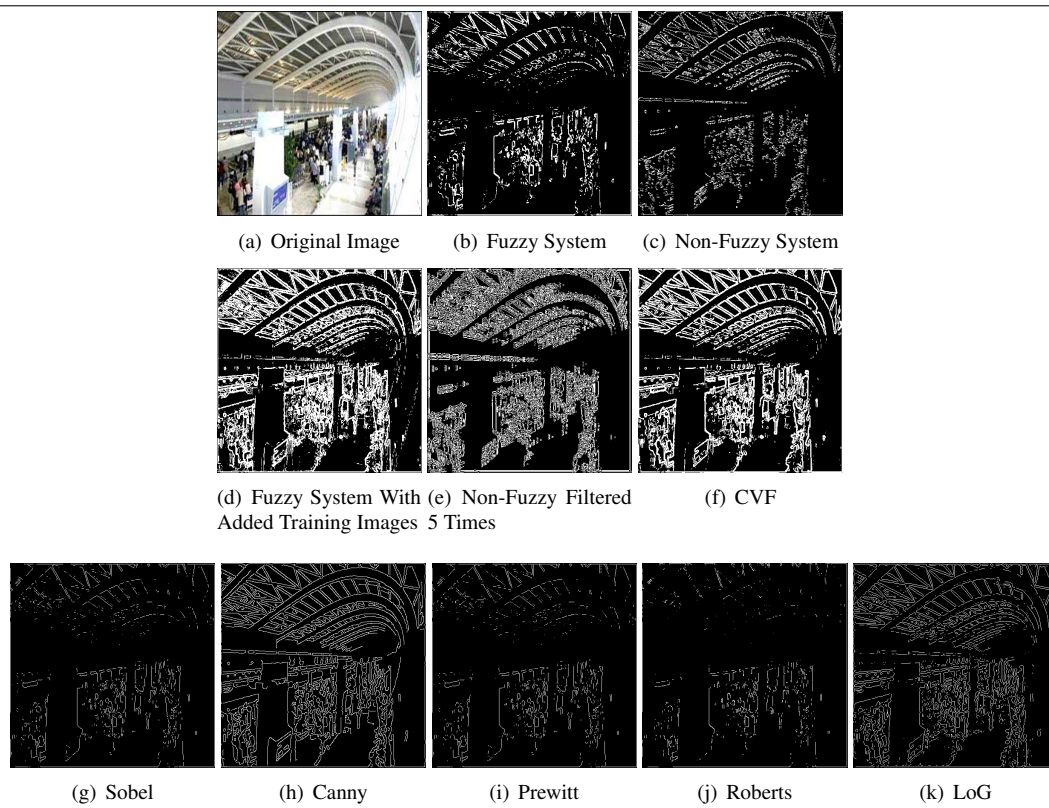 (a) Original Image
(b) Fuzzy System
(c) Non-Fuzzy System
(d) Fuzzy System With
Added Training Images
(e) Non-Fuzzy Filtered
5 Times
(f) CVF
(g) Sobel
(h) Canny
(i) Prewitt
(j) Roberts
(k) LoG